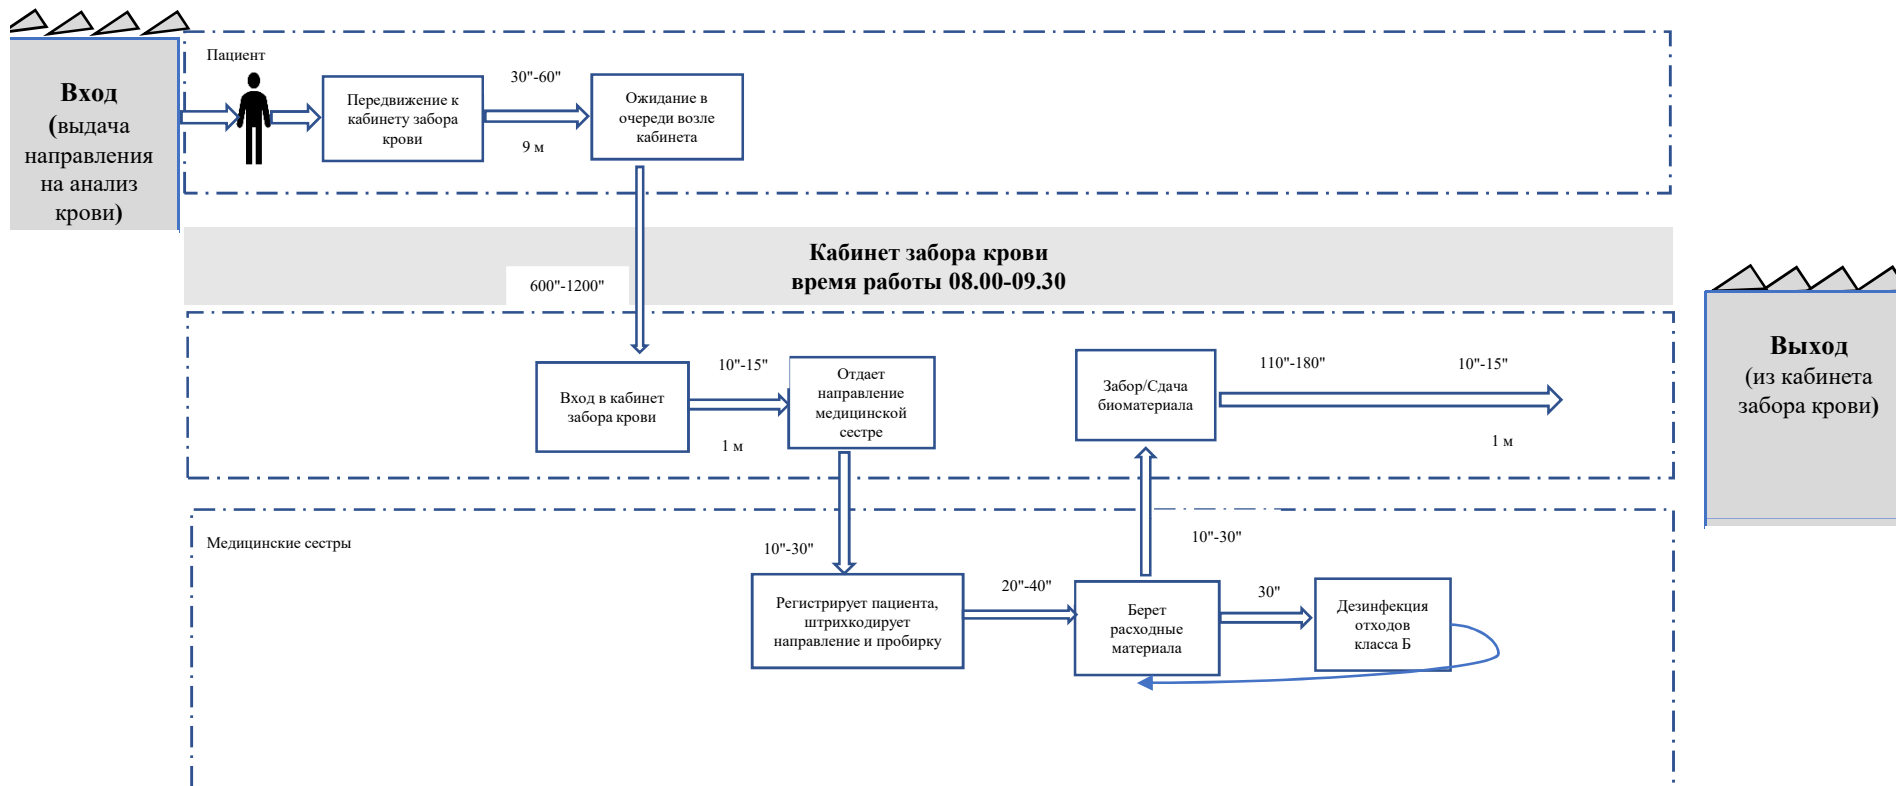 Вход
(выдача
направления
на анализ
крови)
Пациент
Передвижение к
кабинету забора
крови
30"-60"
9 м
Ожидание в
очереди возле
кабинета
Кабинет забора крови
время работы 08.00-09.30
600"-1200"
Вход в кабинет
забора крови
10"-15"
1 м
Отдает
направление
медицинской
сестре
Забор/Сдача
биоматериала
110"-180"
10"-15"
1 м
Выход
(из кабинета
забора крови)
Медицинские сестры
10"-30"
Регистрирует пациента,
штрихкодирует
направление и пробирку
20"-40"
Берет
расходные
материала
10"-30"
30"
Дезинфекция
отходов
класса Б